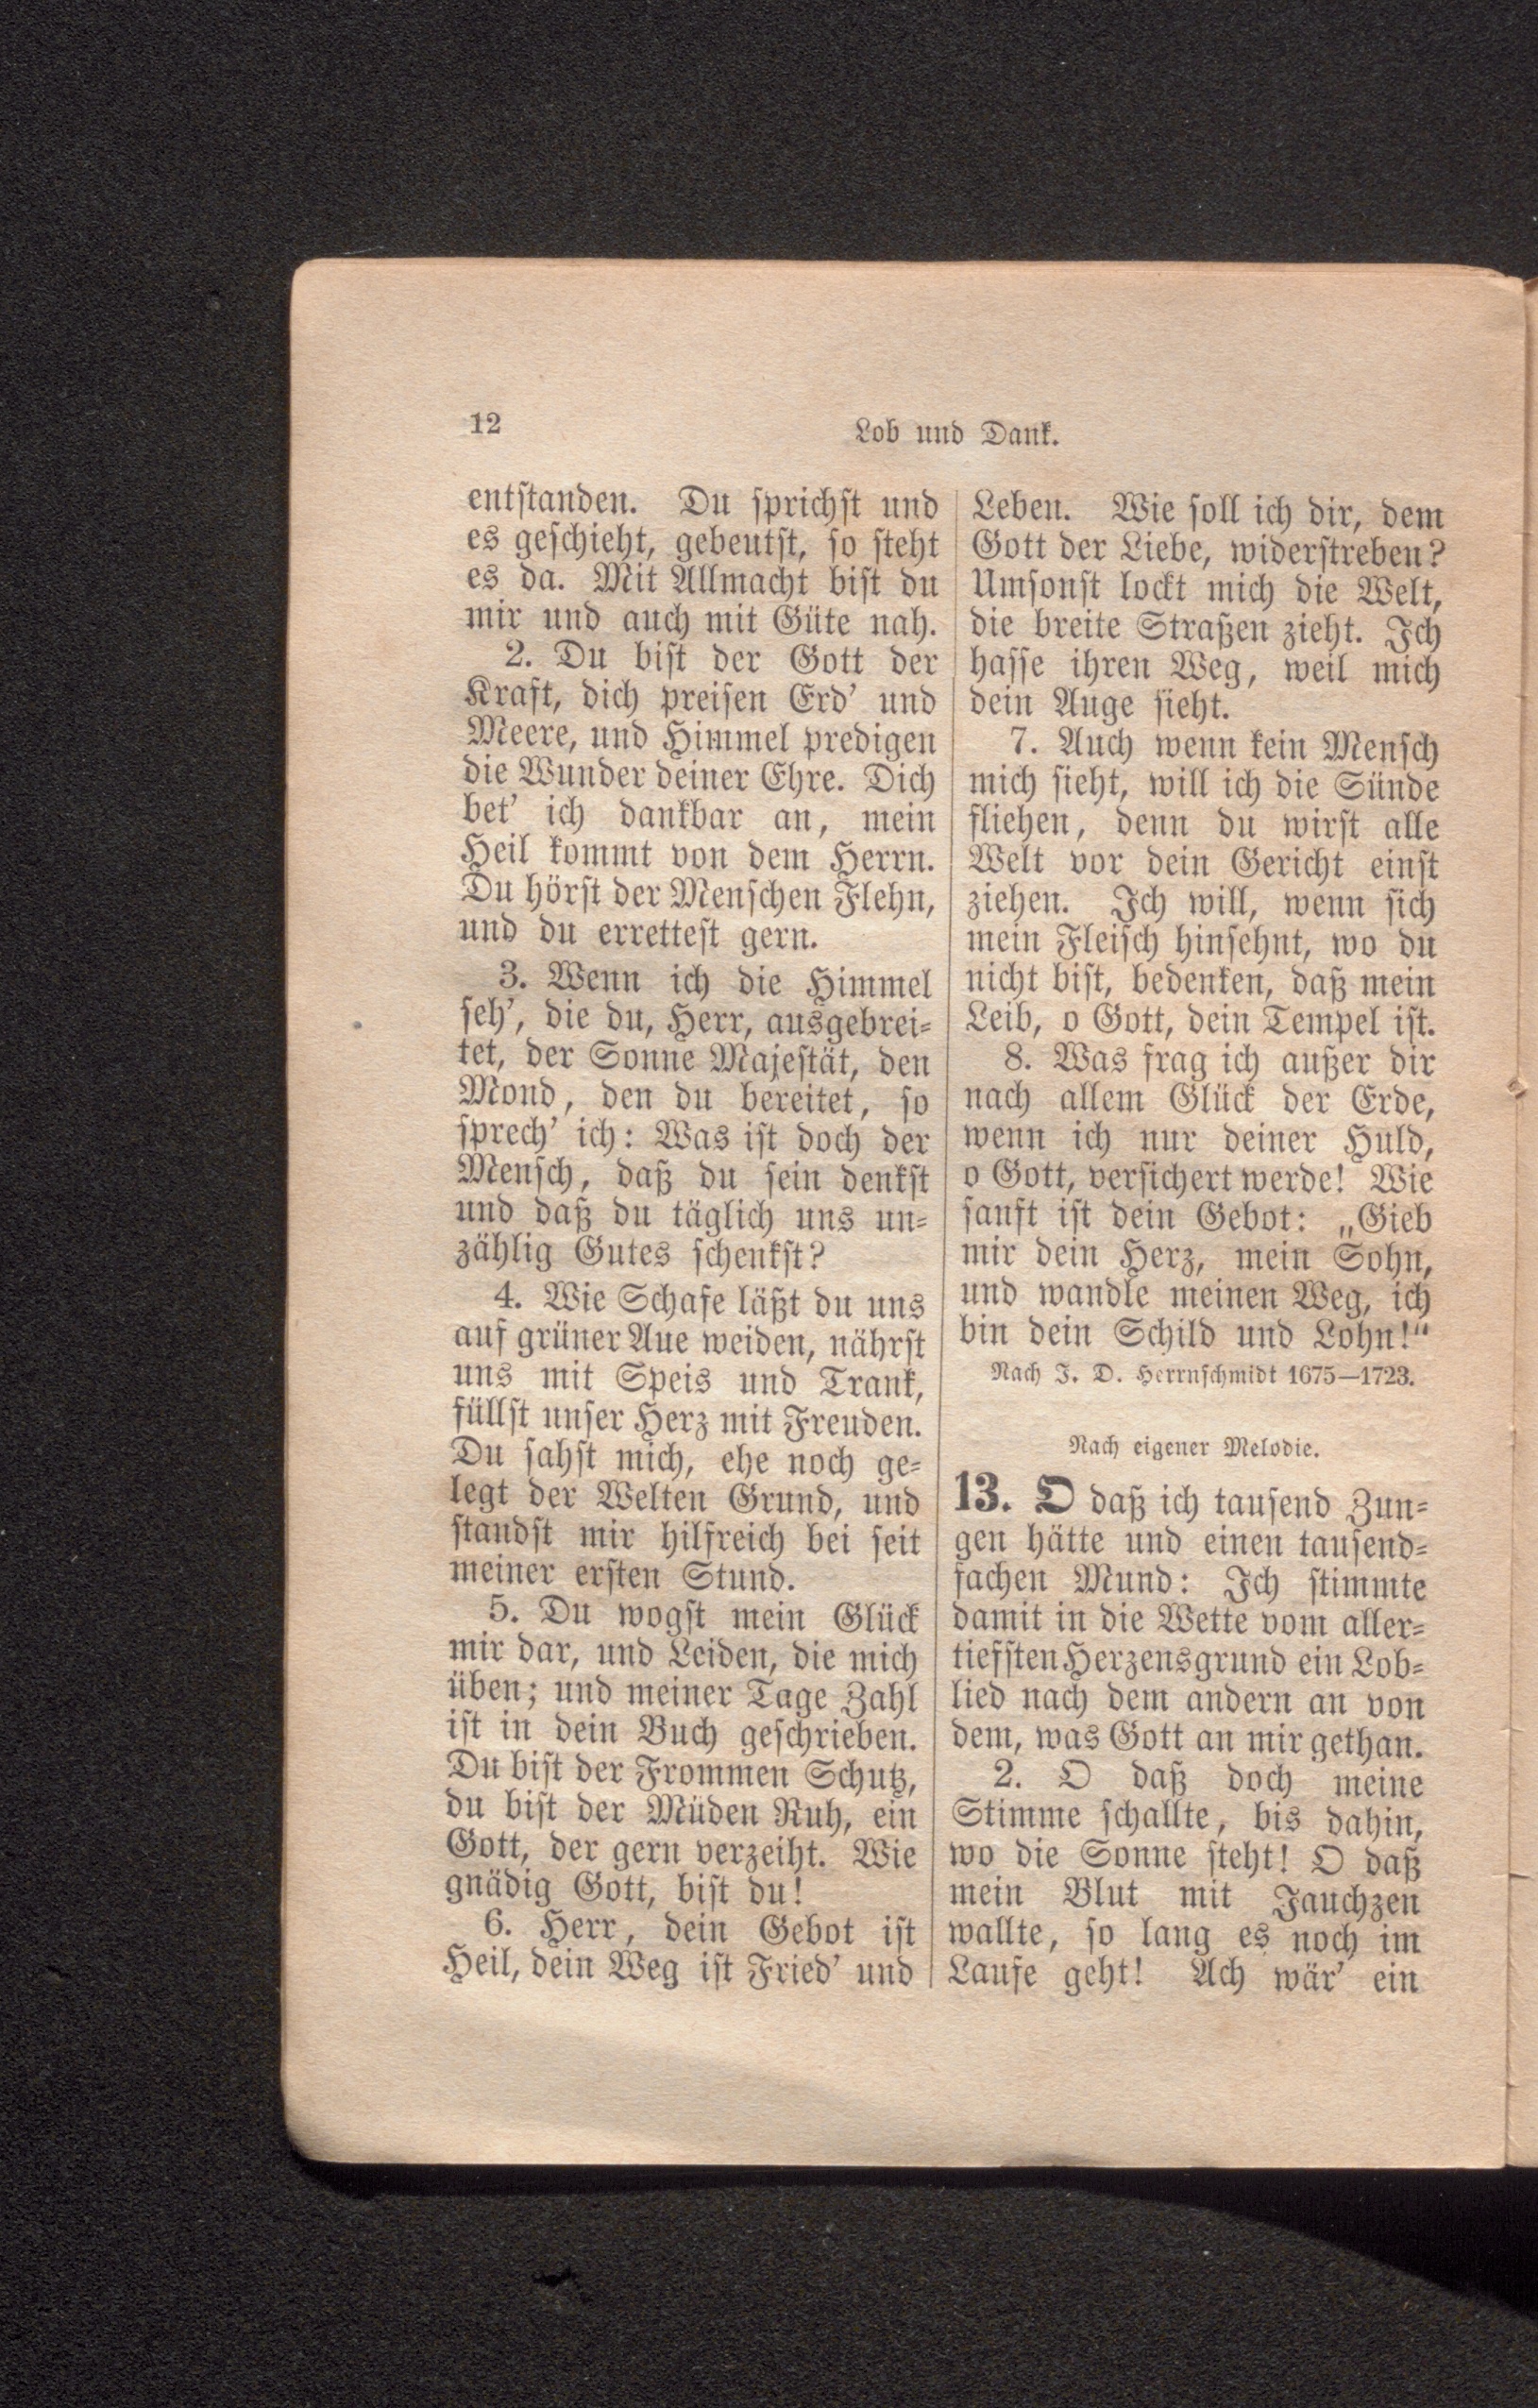 12
Lob und Dank.
entstanden. Du sprichst und
es geschieht, gebeutst, so steht
es da. Mit Allmacht bist du
mir und auch mit Güte nah.
2. Du bist der Gott der
Kraft, dich preisen Erd' und
Meere, und Himmel predigen
die Wunder deiner Ehre. Dich
bet' ich dankbar an, mein
Heil kommt von dem Herrn.
Du hörst der Menschen Flehn,
und du errettest gern.
3. Wenn ich die Himmel
seh', die du, Herr, ausgebrei-
tet, der Sonne Majestät, den
Mond, den du bereitet, so
sprech' ich: Was ist doch der
Mensch, daß du sein denkst
und daß du täglich uns un-
zählig Gutes schenkst?
4. Wie Schafe läßt du uns
auf grüner Aue weiden, nährst
uns mit Speis und Trank,
füllst unser Herz mit Freuden.
Du sahst mich, ehe noch ge-
legt der Welten Grund, und
standst mir hilfreich bei seit
meiner ersten Stund.
5. Du wogst mein Glück
mir dar, und Leiden, die mich
üben; und meiner Tage Zahl
ist in dein Buch geschrieben.
Du bist der Frommen Schutz,
du bist der Müden Ruh, ein
Gott, der gern verzeiht. Wie
gnädig Gott, bist du!
6. Herr, dein Gebot ist
Heil, dein Weg ist Fried' und
Leben. Wie soll ich dir, dem
Gott der Liebe, widerstreben?
Umsonst lockt mich die Welt,
die breite Straßen zieht. Ich
hasse ihren Weg, weil mich
dein Auge sieht.
7. Auch wenn kein Mensch
mich sieht, will ich die Sünde
fliehen, denn du wirst alle
Welt vor dein Gericht einst
ziehen. Ich will, wenn sich
mein Fleisch hinsehnt, wo du
nicht bist, bedenken, daß mein
Leib, o Gott, dein Tempel ist.
8. Was frag ich außer dir
nach allem Glück der Erde,
wenn ich nur deiner Huld,
o Gott, versichert werde! Wie
sanft ist dein Gebot: „Gieb
mir dein Herz, mein Sohn,
und wandle meinen Weg, ich
bin dein Schild und Lohn!“
Nach J. D. Herrnschmidt 1675—1723.
Nach eigener Melodie.
13. O daß ich tausend Zun-
gen hätte und einen tausend-
fachen Mund: Ich stimmte
damit in die Wette vom aller-
tiefsten Herzensgrund ein Lob-
lied nach dem andern an von
dem, was Gott an mir gethan.
2. O daß doch meine
Stimme schallte, bis dahin,
wo die Sonne steht! O daß
mein Blut mit Jauchzen
wallte, so lang es noch im
Laufe geht! Ach wär' ein